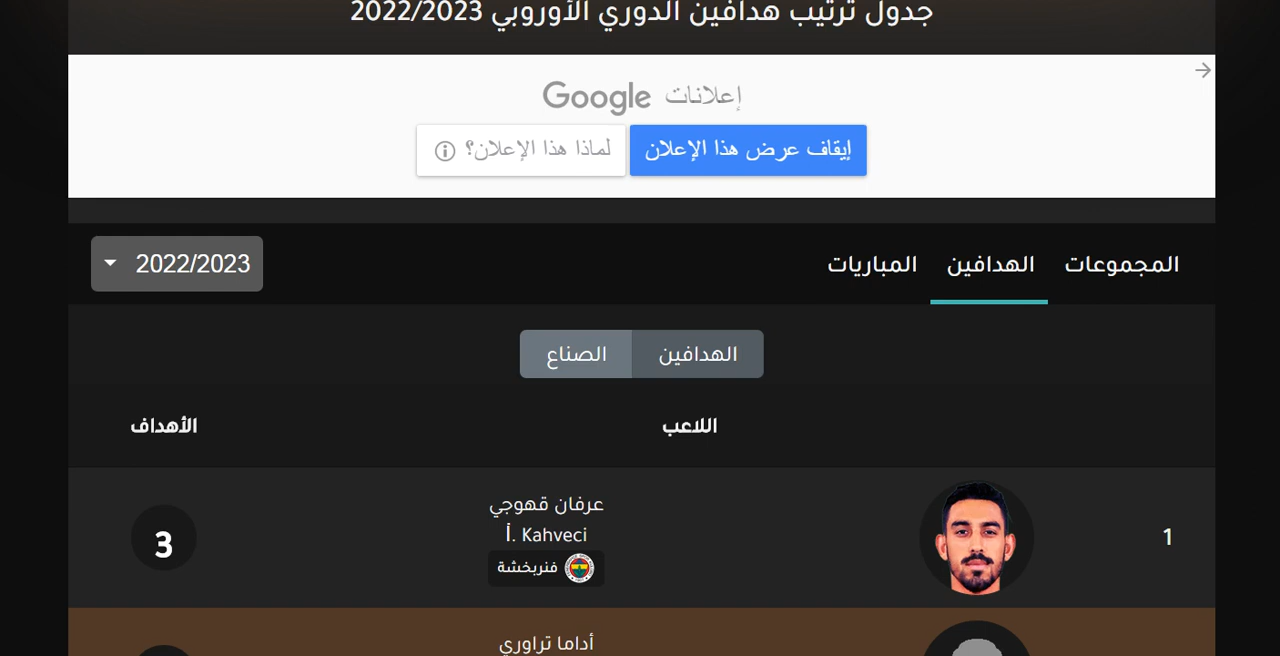 جدول ترتيب هدافين الدوري الأوروبي 2022/2023
إعلانات Google
إيقاف عرض هذا الإعلان
لماذا هذا الإعلان؟
المجموعات
الهدافين
المباريات
2022/2023
الهدافين
الصناع
اللاعب
الأهداف
1
عرفان قهوجي
أ. Kahveci
فنربخشة
3
أداما تراوري